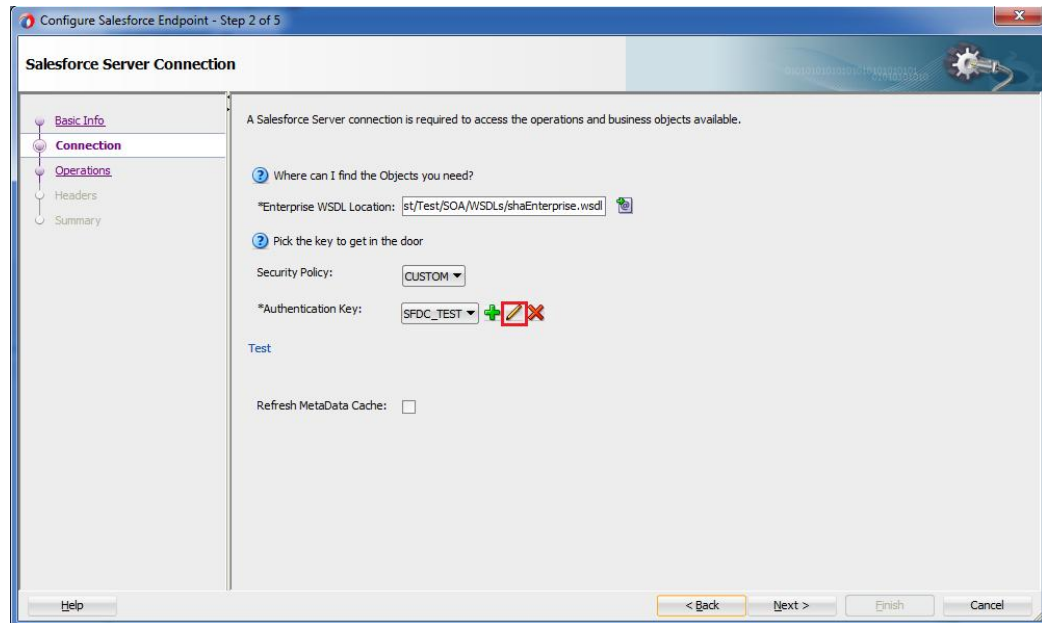 Configure Salesforce Endpoint - Step 2 of 5
Salesforce Server Connection
Basic Info
Connection
Operations
Headers
Summary
A Salesforce Server connection is required to access the operations and business objects available.
Where can I find the Objects you need?
*Enterprise WSDL Location: st/Test/SOA/WSDLs/shaEnterprise.wsdl
Pick the key to get in the door
Security Policy: CUSTOM
*Authentication Key: SFDC_TEST
Test
Refresh MetaData Cache:
Help < Back Next > Finish Cancel